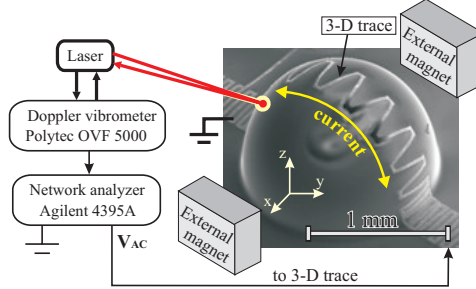 Laser
Doppler vibrometer
Polytec OVF 5000
Network analyzer
Agilent 4395A
VAC
3-D trace
External
magnet
current
z
y
x
External
magnet
1 mm
to 3-D trace